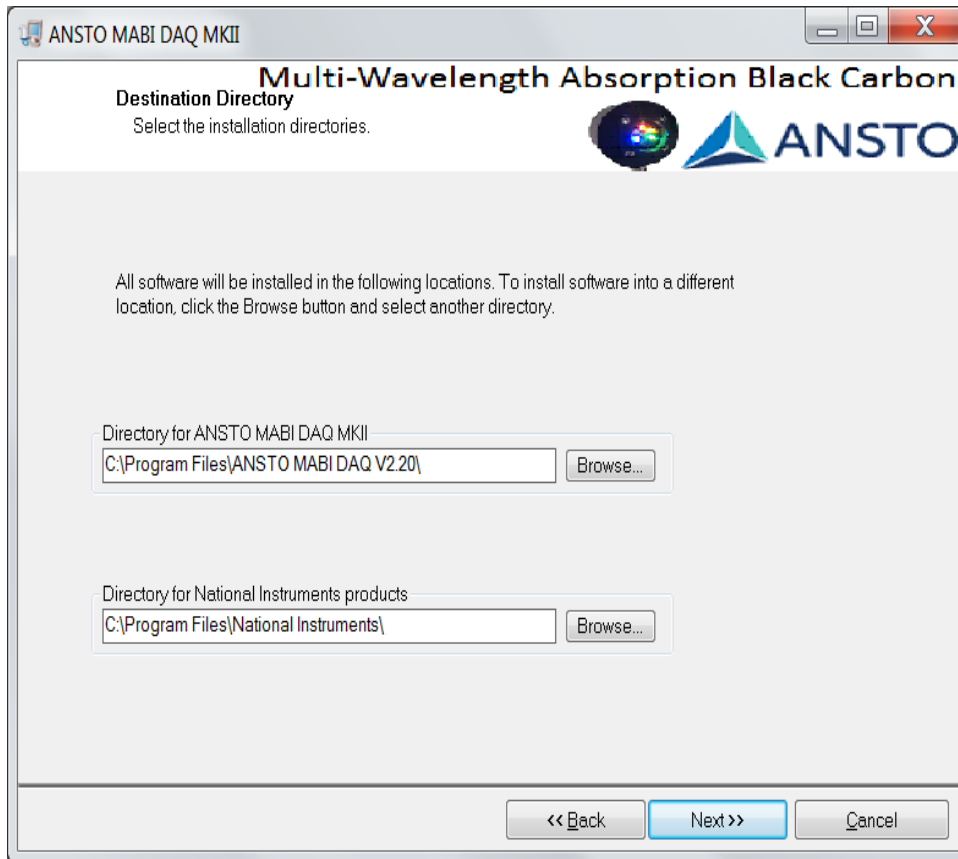 ANSTO MABI DAQ MKII
Multi-Wavelength Absorption Black Carbon
Destination Directory
Select the installation directories.
ANSTO
All software will be installed in the following locations. To install software into a different
location, click the Browse button and select another directory.
Directory for ANSTO MABI DAQ MKII
C:\Program Files\ANSTO MABI DAQ V2.20\
Browse...
Directory for National Instruments products
C:\Program Files\National Instruments\
Browse...
<< Back
Next >>
Cancel